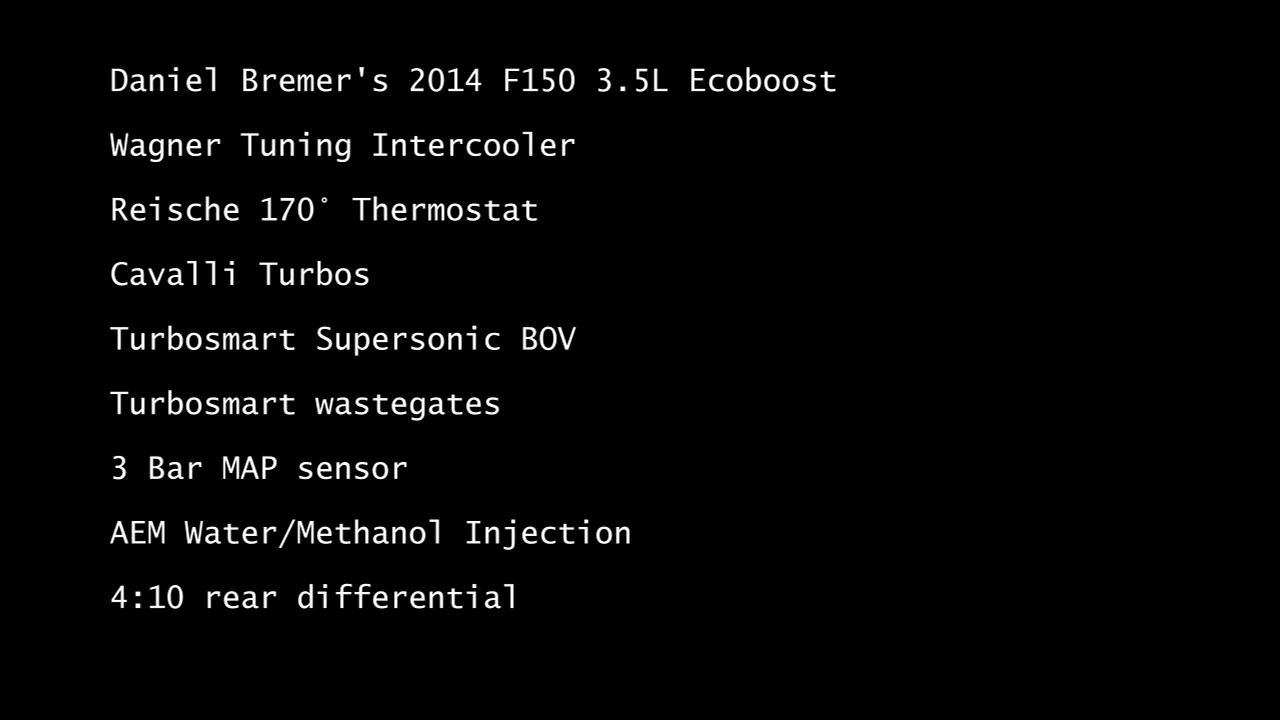 Daniel Bremer's 2014 F150 3.5L Ecoboost
Wagner Tuning Intercooler
Reische 170° Thermostat
Cavalli Turbos
Turbosmart Supersonic BOV
Turbosmart wastegates
3 Bar MAP sensor
AEM Water/Methanol Injection
4:10 rear differential